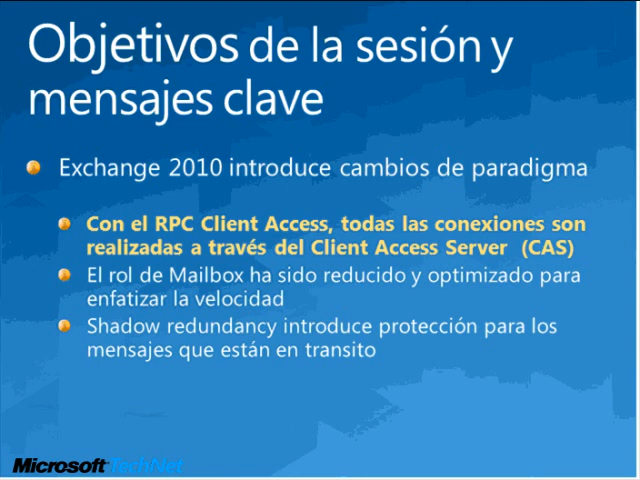 Objetivos de la sesión y
mensajes clave
Exchange 2010 introduce cambios de paradigma
Con el RPC Client Access, todas las conexiones son
realizadas a través del Client Access Server (CAS)
El rol de Mailbox ha sido reducido y optimizado para
enfatizar la velocidad
Shadow redundancy introduce protección para los
mensajes que están en transito
Microsoft TechNet